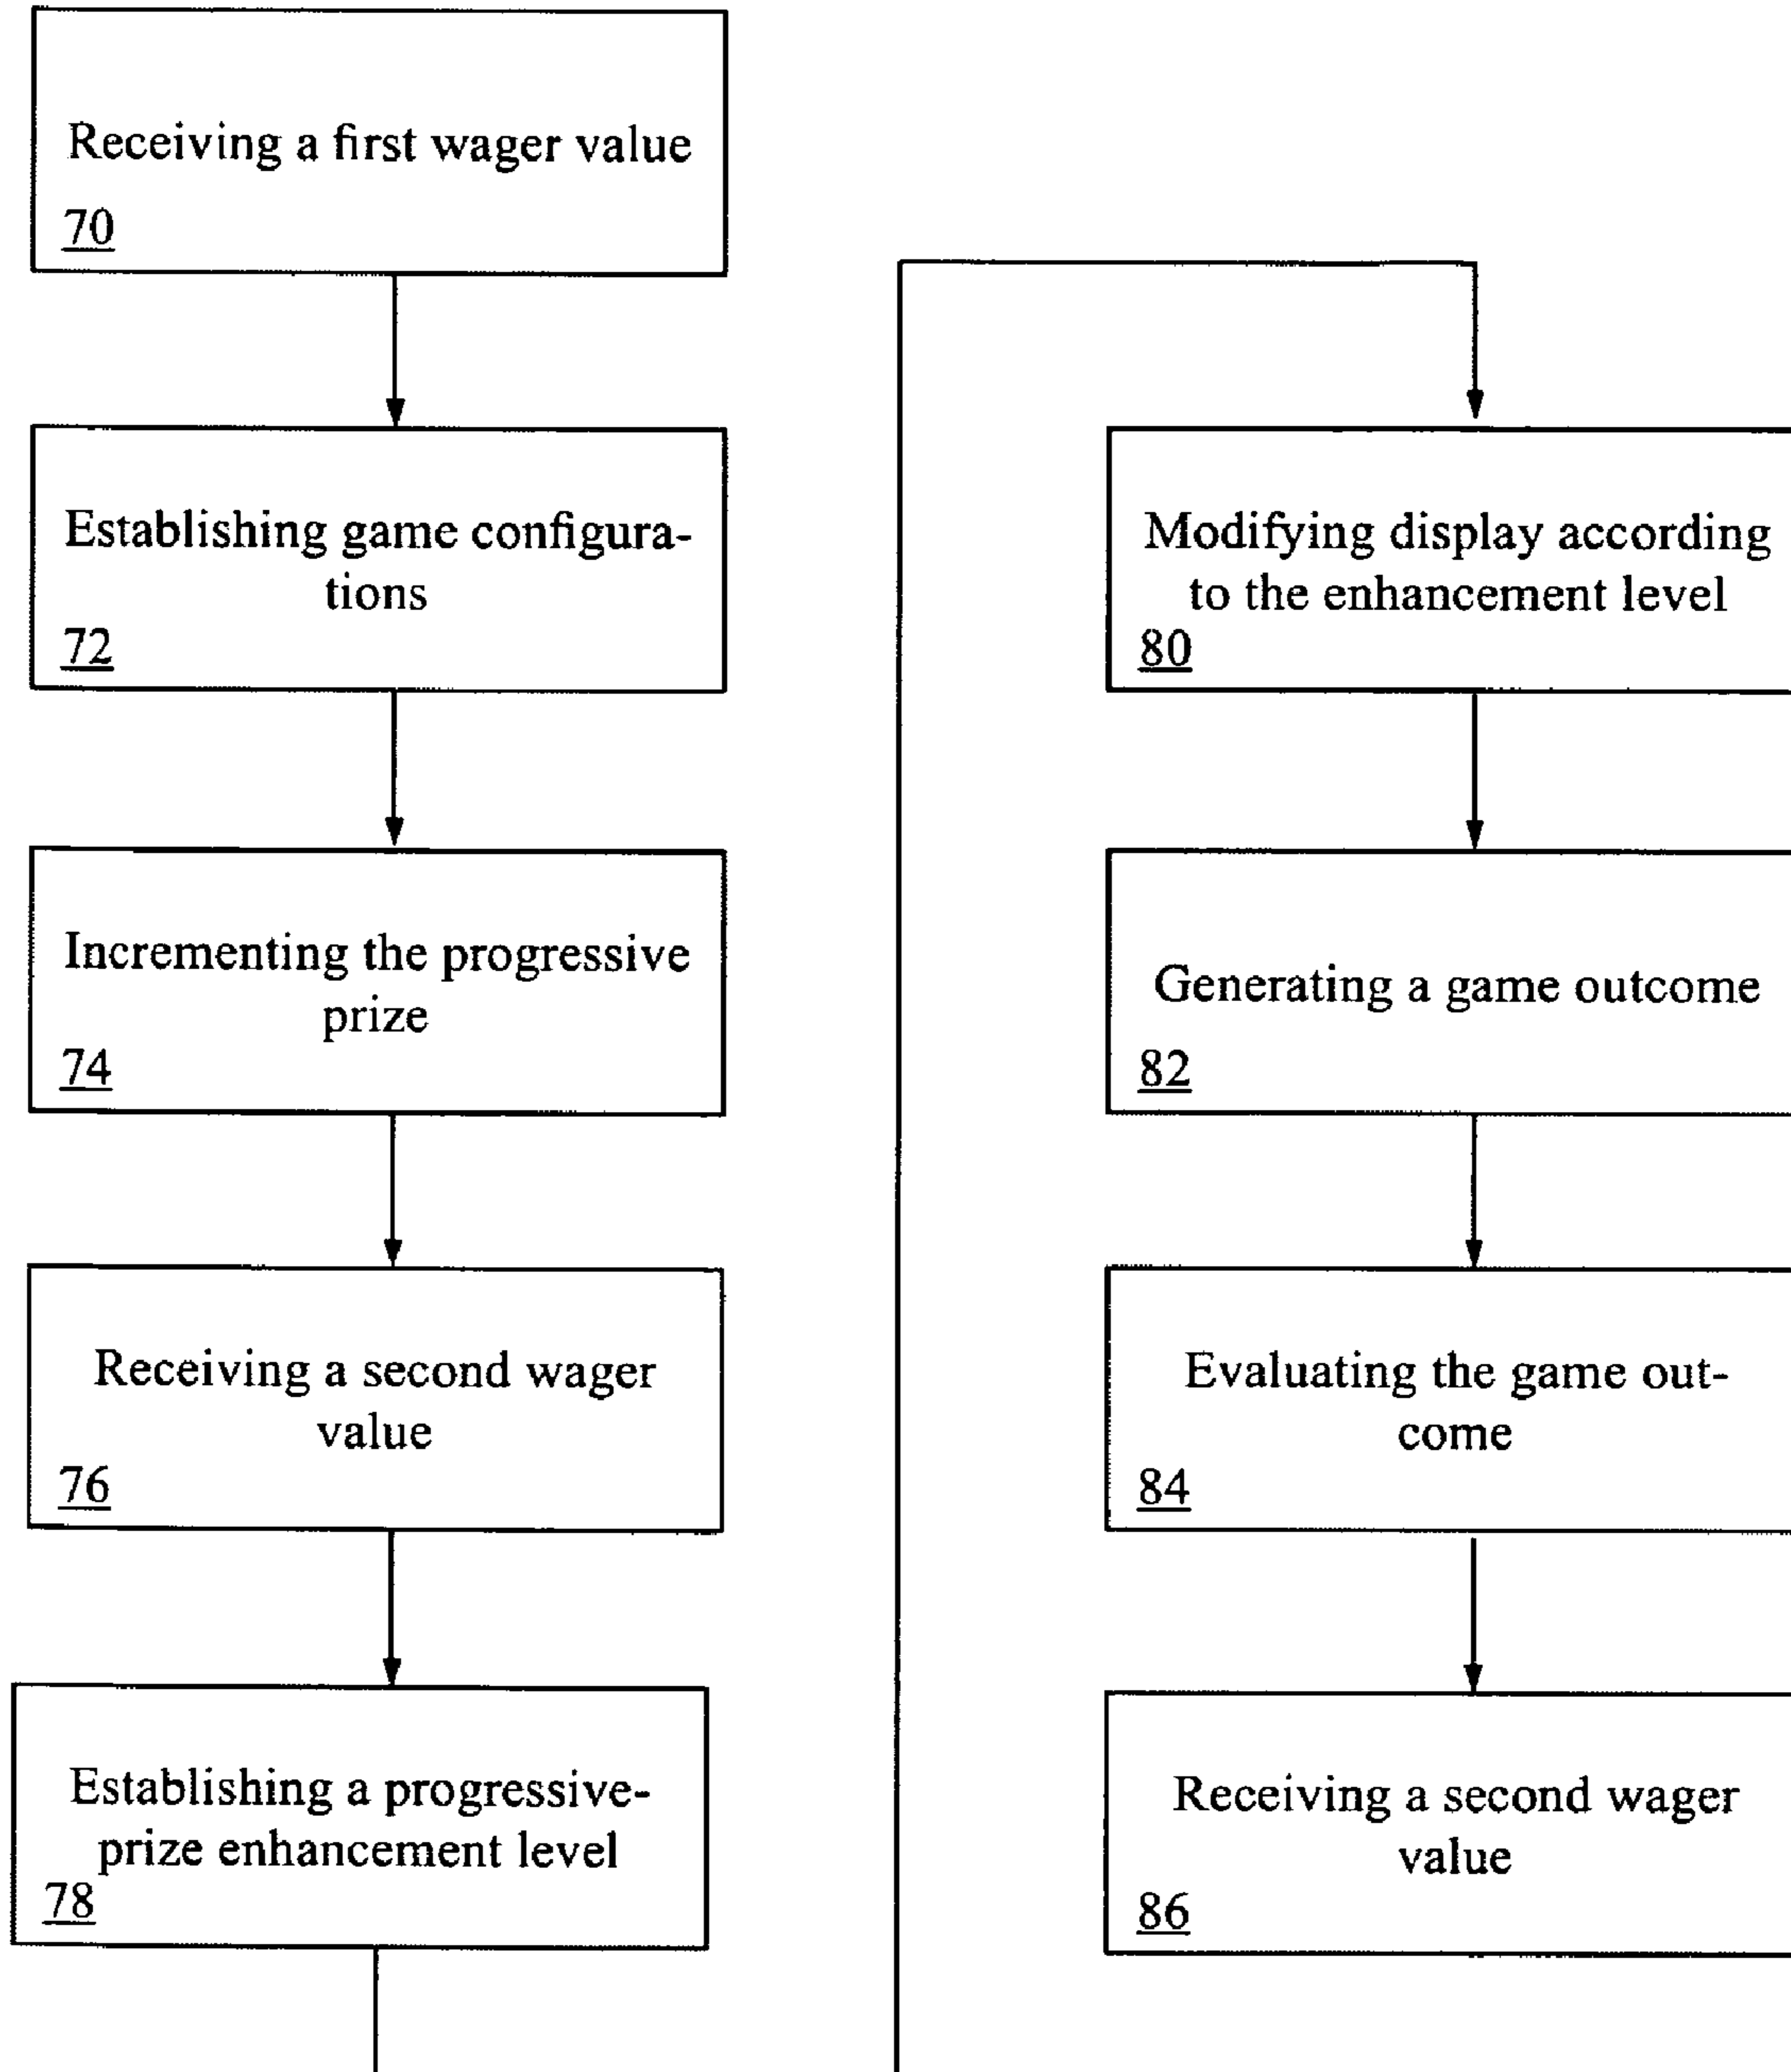 Receiving a first wager value
70
Establishing game configura-
tions
72
Incrementing the progressive
prize
74
Receiving a second wager
value
76
Establishing a progressive-
prize enhancement level
78
Modifying display according
to the enhancement level
80
Generating a game outcome
82
Evaluating the game out-
come
84
Receiving a second wager
value
86